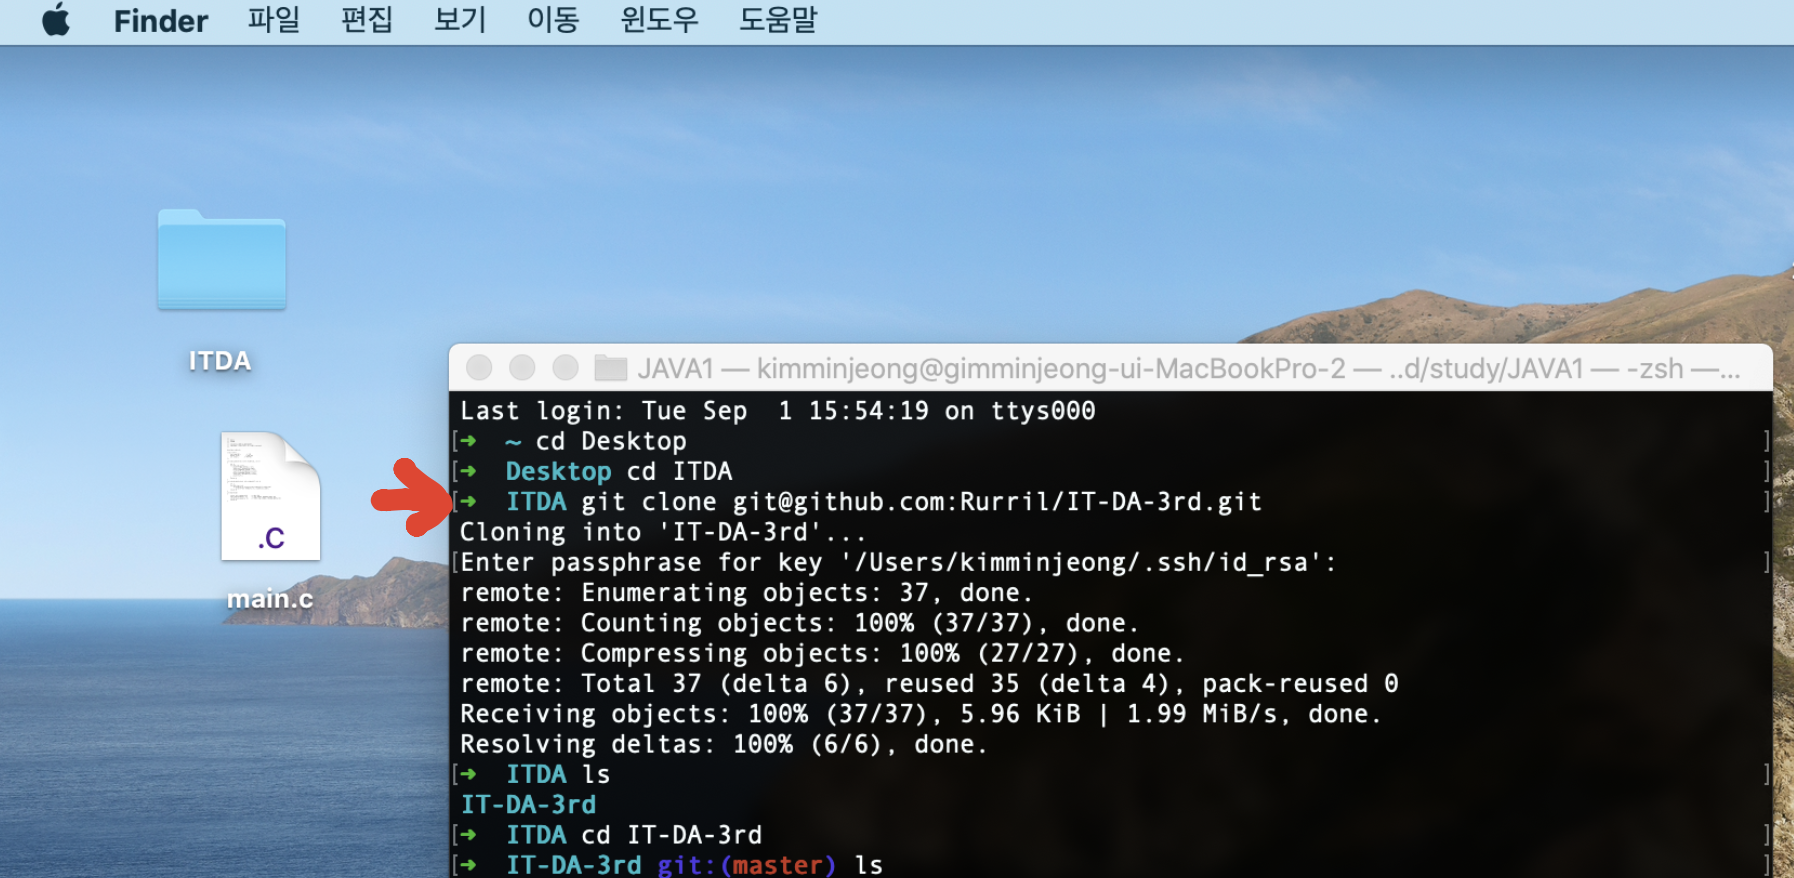 Finder 파일 편집 보기 이동 윈도우 도움말
ITDA
.C
main.c
JAVA1 — kimminjeong@gimminjeong-ui-MacBookPro-2 — ..d/study/JAVA1 — -zsh —...
Last login: Tue Sep  1 15:54:19 on ttys000
[➜  ~ cd Desktop ]
[➜  Desktop cd ITDA ]
[➜  ITDA git clone git@github.com:Rurril/IT-DA-3rd.git ]
Cloning into 'IT-DA-3rd'...
[Enter passphrase for key '/Users/kimminjeong/.ssh/id_rsa': ]
remote: Enumerating objects: 37, done.
remote: Counting objects: 100% (37/37), done.
remote: Compressing objects: 100% (27/27), done.
remote: Total 37 (delta 6), reused 35 (delta 4), pack-reused 0
Receiving objects: 100% (37/37), 5.96 KiB | 1.99 MiB/s, done.
Resolving deltas: 100% (6/6), done.
[➜  ITDA ls ]
IT-DA-3rd
[➜  ITDA cd IT-DA-3rd ]
[➜  IT-DA-3rd git:(master) ls ]